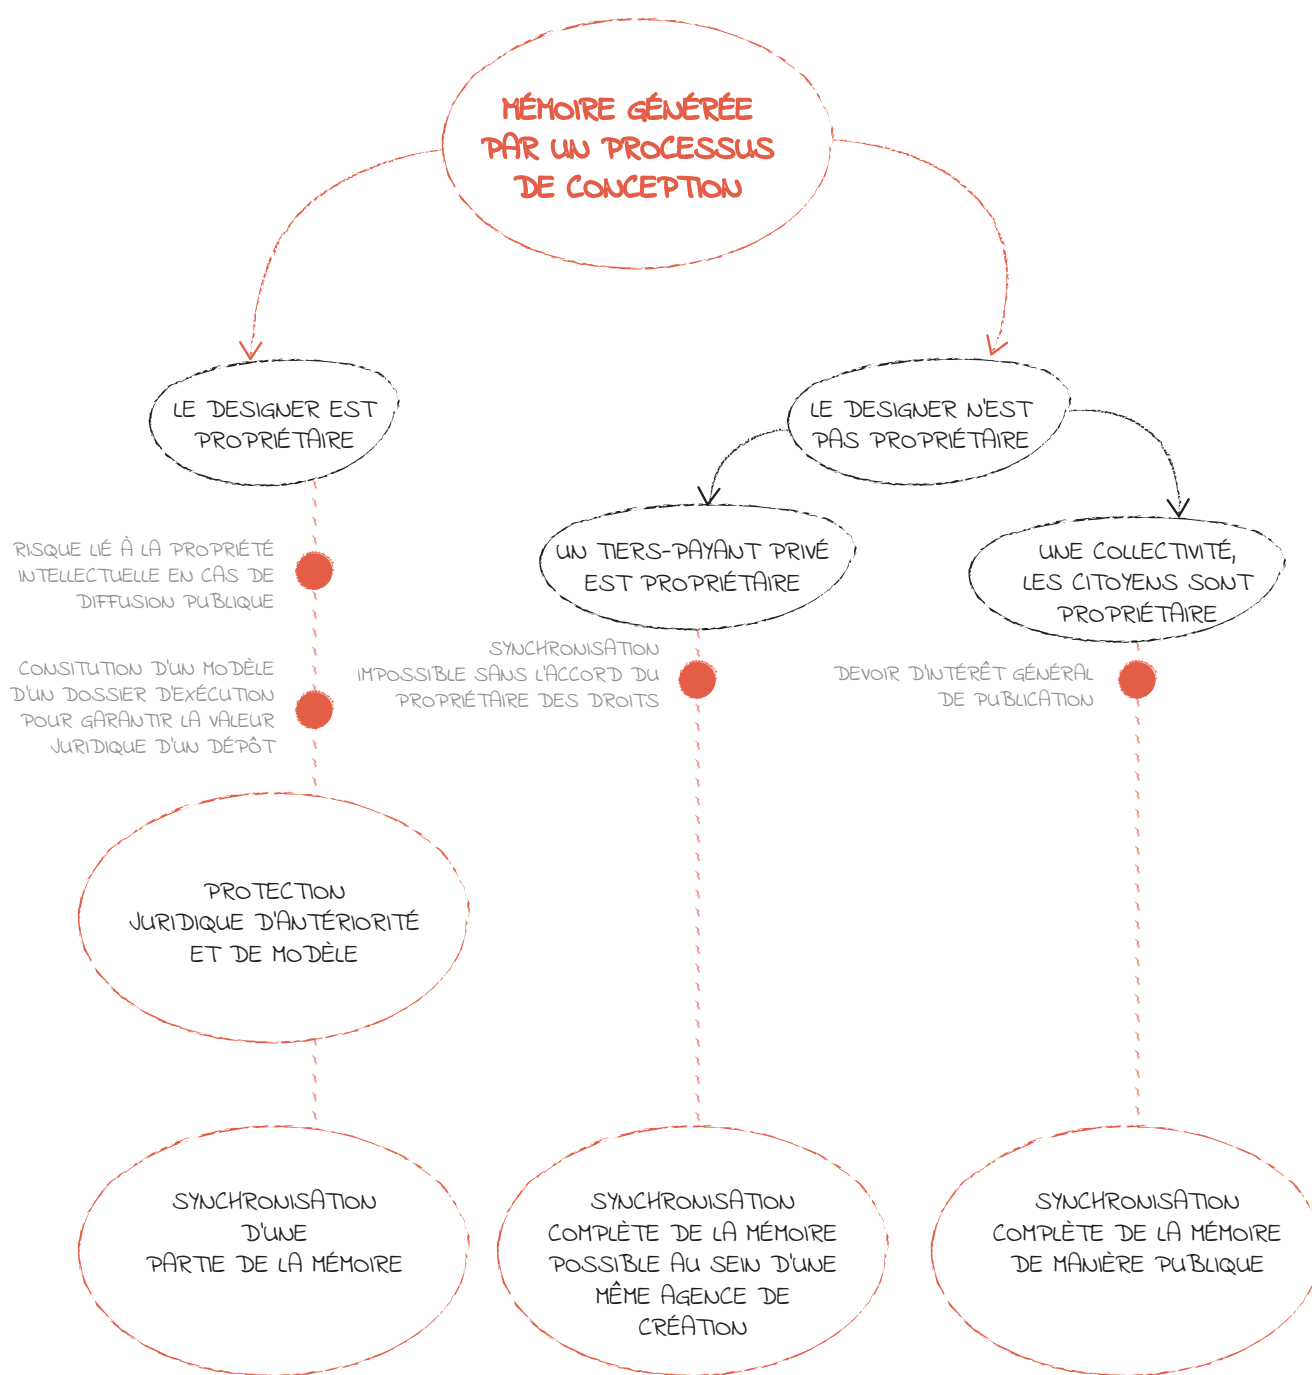 MÉMOIRE GÉNÉRÉE
PAR UN PROCESSUS
DE CONCEPTION
LE DESIGNER EST
PROPRIÉTAIRE
LE DESIGNER N'EST
PAS PROPRIÉTAIRE
UN TIERS-PAYANT PRIVÉ
EST PROPRIÉTAIRE
UNE COLLECTIVITÉ,
LES CITOYENS SONT
PROPRIÉTAIRE
RISQUE LIÉ À LA PROPRIÉTÉ
INTELLECTUELLE EN CAS DE
DIFFUSION PUBLIQUE
CONSITUTION D'UN MODÈLE
D'UN DOSSIER D'EXÉCUTION
POUR GARANTIR LA VALEUR
JURIDIQUE D'UN DÉPÔT
SYNCHRONISATION
IMPOSSIBLE SANS L'ACCORD DU
PROPRIÉTAIRE DES DROITS
DEVOIR D'INTÉRÊT GÉNÉRAL
DE PUBLICATION
PROTECTION
JURIDIQUE D'ANTÉRIORITÉ
ET DE MODÈLE
SYNCHRONISATION
D'UNE
PARTIE DE LA MÉMOIRE
SYNCHRONISATION
COMPLÈTE DE LA MÉMOIRE
POSSIBLE AU SEIN D'UNE
MÊME AGENCE DE
CRÉATION
SYNCHRONISATION
COMPLÈTE DE LA MÉMOIRE
DE MANIÈRE PUBLIQUE